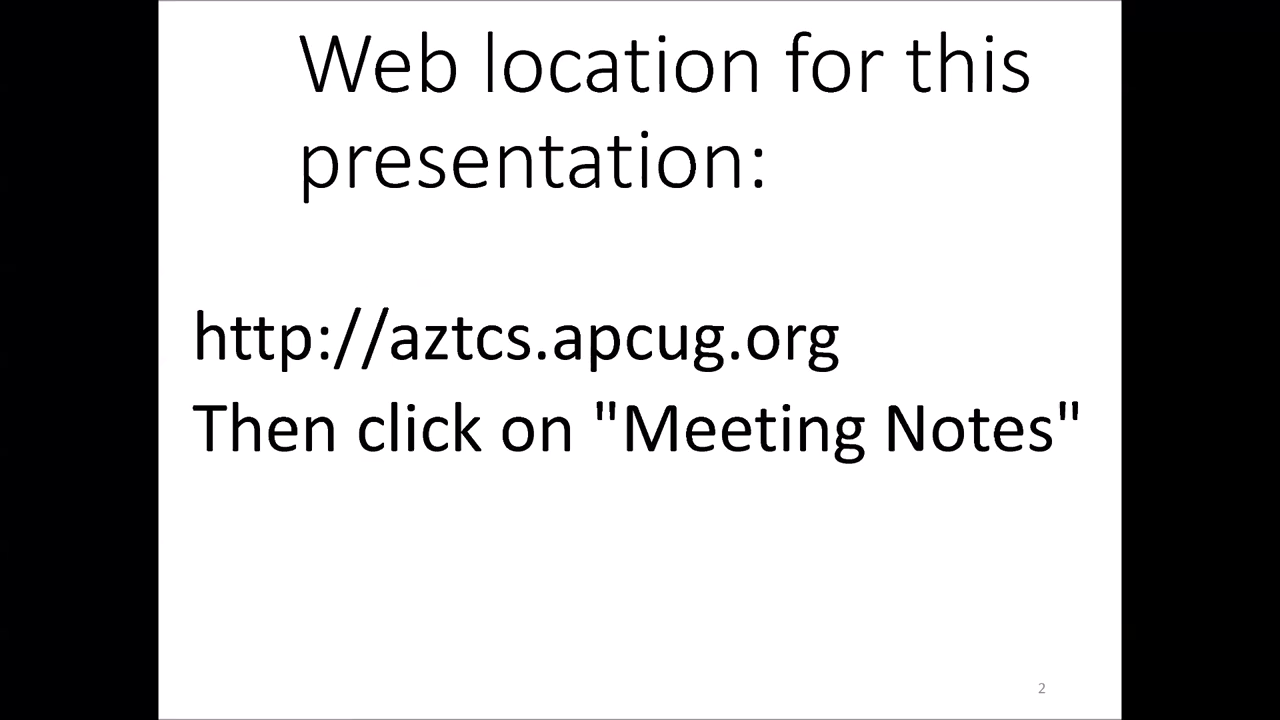 Web location for this
presentation:
http://aztcs.apcug.org
Then click on "Meeting Notes"
2